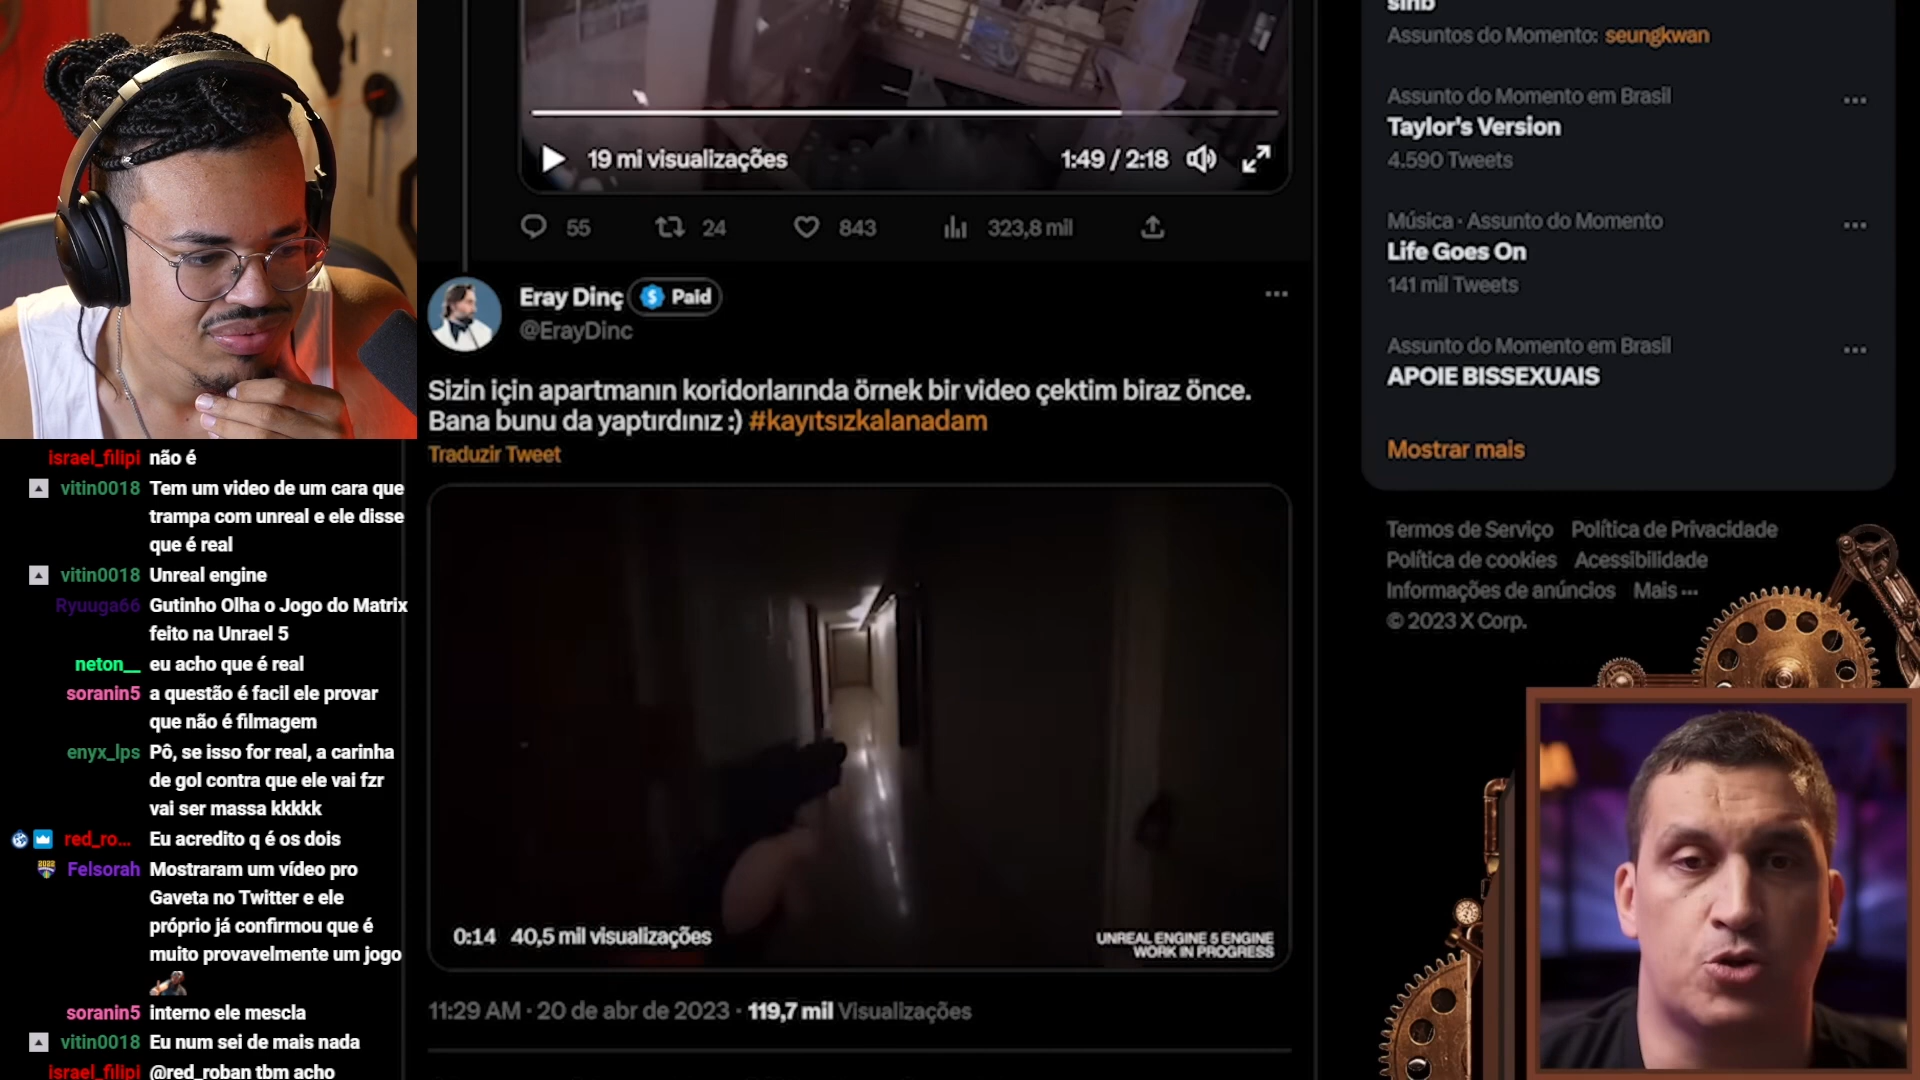 sinb
Assuntos do Momento: seungkwan
Assunto do Momento em Brasil
Taylor's Version
4.590 Tweets
Música · Assunto do Momento
Life Goes On
141 mil Tweets
Assunto do Momento em Brasil
APOIE BISSEXUAIS
Mostrar mais
Termos de Serviço Política de Privacidade
Política de cookies Acessibilidade
Informações de anúncios Mais ···
© 2023 X Corp.
19 mi visualizações 1:49 / 2:18
55 24 843 323,8 mil
Eray Dinç Paid
@ErayDinc
Sizin için apartmanın koridorlarında örnek bir video çektim biraz önce.
Bana bunu da yaptırdınız :) #kayıtsızkalanadam
Traduzir Tweet
0:14 40,5 mil visualizações
UNREAL ENGINE 5 ENGINE
WORK IN PROGRESS
11:29 AM · 20 de abr de 2023 · 119,7 mil Visualizações
israel_filipi não é
vitin0018 Tem um video de um cara que
trampa com unreal e ele disse
que é real
vitin0018 Unreal engine
Ryuuga66 Gutinho Olha o Jogo do Matrix
feito na Unrael 5
neton__ eu acho que é real
soranin5 a questão é facil ele provar
que não é filmagem
enyx_lps Pô, se isso for real, a carinha
de gol contra que ele vai fzr
vai ser massa kkkkk
red_ro... Eu acredito q é os dois
Felsorah Mostraram um vídeo pro
Gaveta no Twitter e ele
próprio já confirmou que é
muito provavelmente um jogo
soranin5 interno ele mescla
vitin0018 Eu num sei de mais nada
israel_filipi @red_roban tbm acho